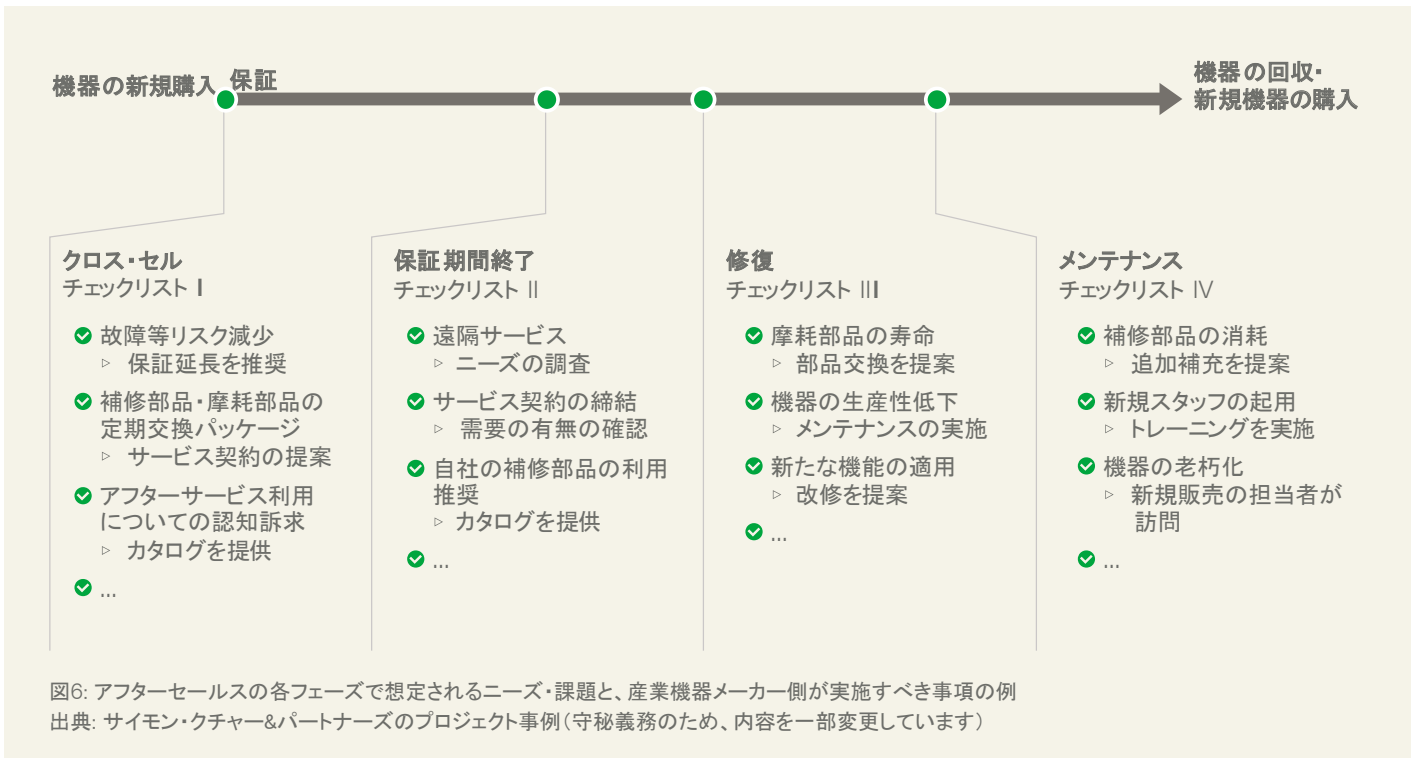 機器の新規購入
保証
機器の回収・
新規機器の購入
クロス・セル
チェックリスト I
故障等リスク減少
▷ 保証延長を推奨
補修部品・摩耗部品の
定期交換パッケージ
▷ サービス契約の提案
アフターサービス利用
についての認知訴求
▷ カタログを提供
...
保証期間終了
チェックリスト II
遠隔サービス
▷ ニーズの調査
サービス契約の締結
▷ 需要の有無の確認
自社の補修部品の利用
推奨
▷ カタログを提供
...
修復
チェックリスト III
摩耗部品の寿命
▷ 部品交換を提案
機器の生産性低下
▷ メンテナンスの実施
新たな機能の適用
▷ 改修を提案
...
メンテナンス
チェックリスト IV
補修部品の消耗
▷ 追加補充を提案
新規スタッフの起用
▷ トレーニングを実施
機器の老朽化
▷ 新規販売の担当者が
訪問
...
図6: アフターセールスの各フェーズで想定されるニーズ・課題と、産業機器メーカー側が実施すべき事項の例
出典: サイモン・クチャー&パートナーズのプロジェクト事例（守秘義務のため、内容を一部変更しています）